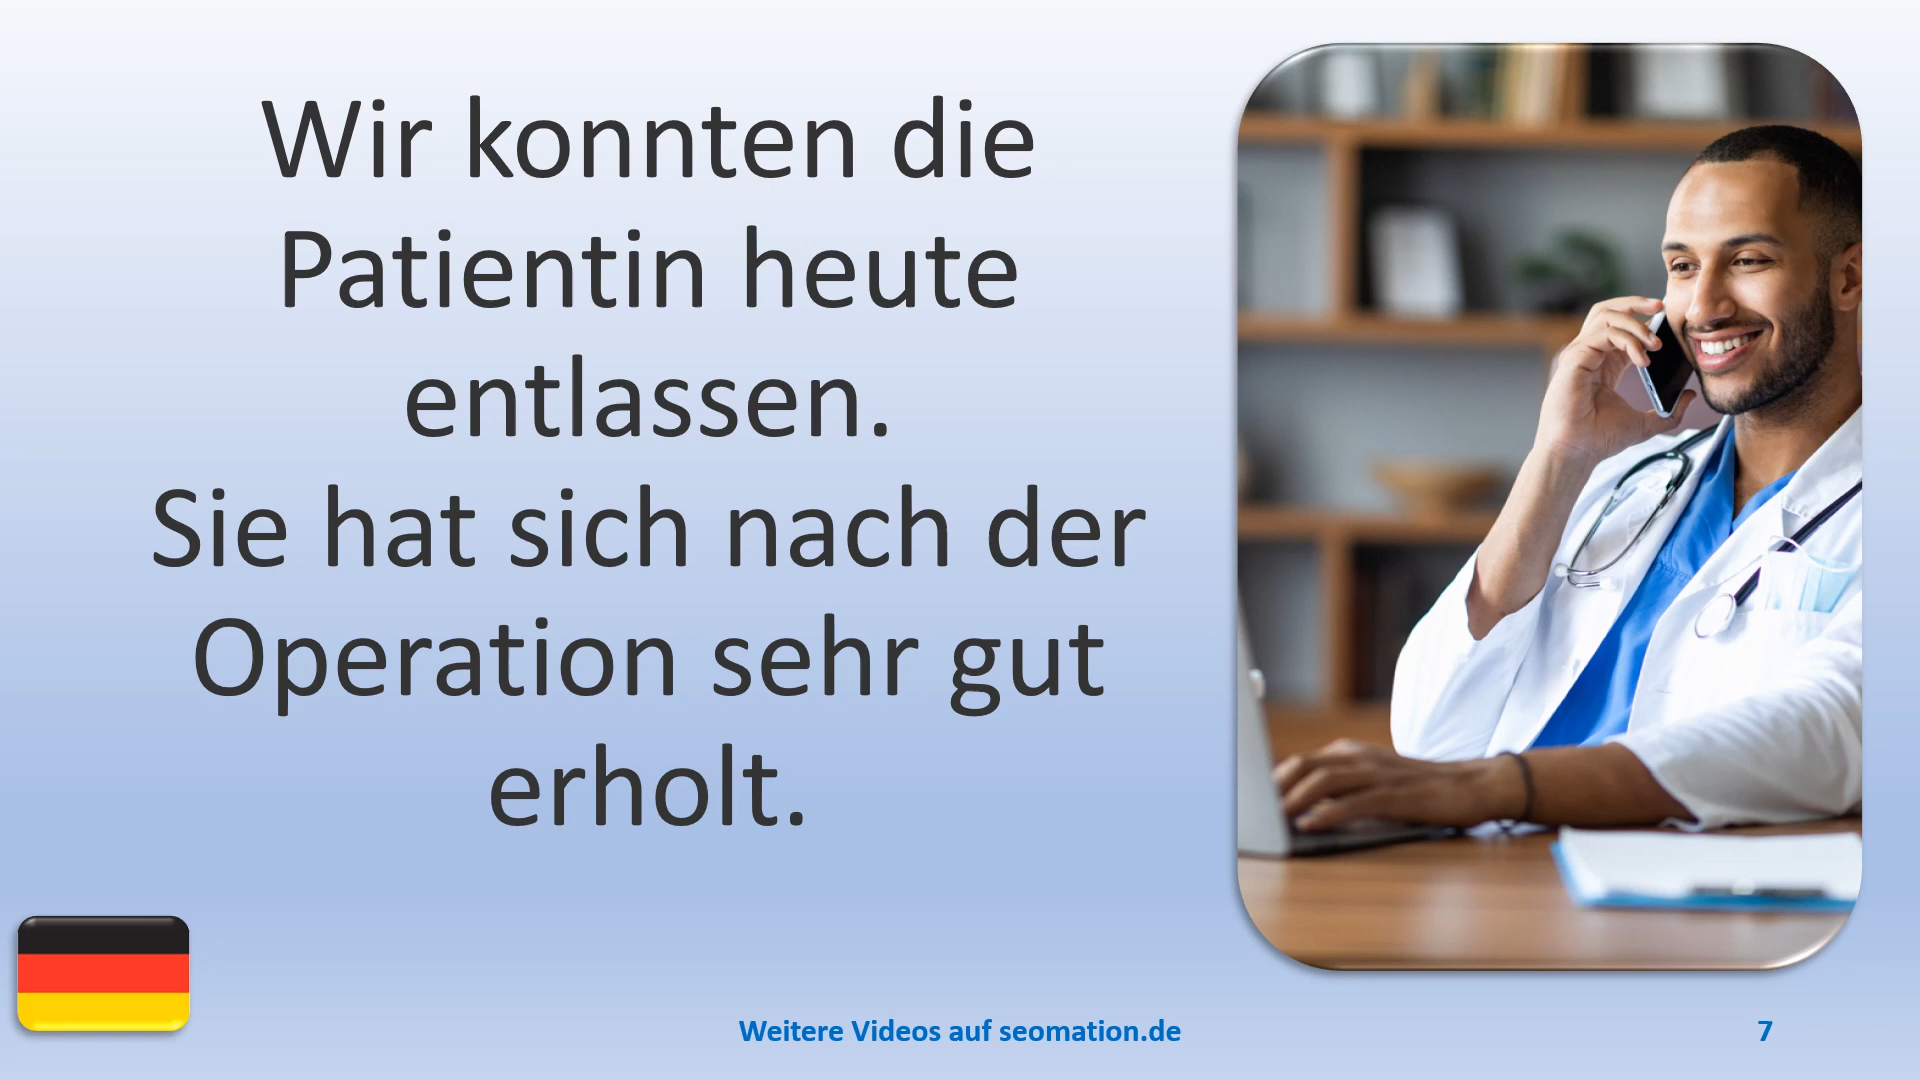 Wir konnten die
Patientin heute
entlassen.
Sie hat sich nach der
Operation sehr gut
erholt.
Weitere Videos auf seomation.de
7